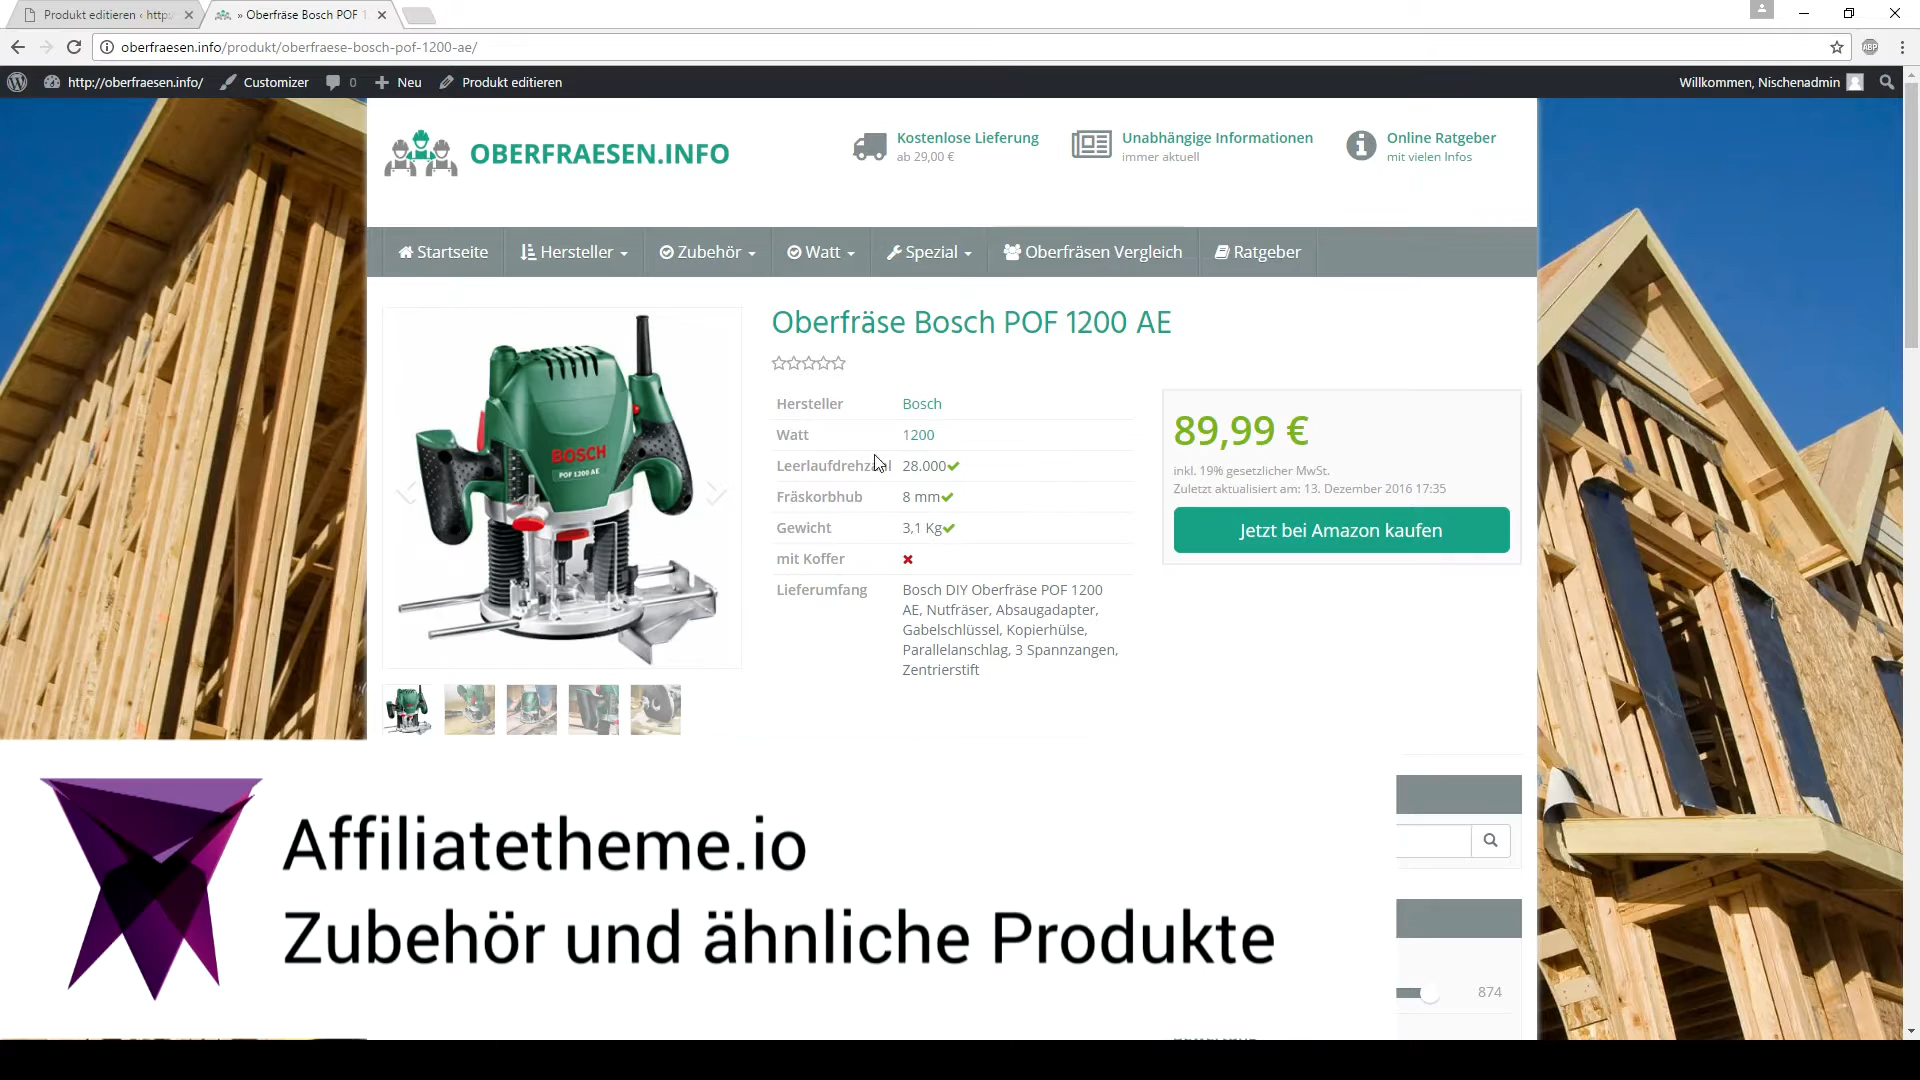 Produkt editieren ‹ http:
» Oberfräse Bosch POF 1
oberfraesen.info/produkt/oberfraese-bosch-pof-1200-ae/
ABP
http://oberfraesen.info/ Customizer 0 Neu Produkt editieren Willkommen, Nischenadmin
OBERFRAESEN.INFO
Kostenlose Lieferung
ab 29,00 €
Unabhängige Informationen
immer aktuell
Online Ratgeber
mit vielen Infos
Startseite Hersteller Zubehör Watt Spezial Oberfräsen Vergleich Ratgeber
BOSCH
POF 1200 AE
Oberfräse Bosch POF 1200 AE
Hersteller Bosch
Watt 1200
Leerlaufdrehzahl 28.000
Fräskorbhub 8 mm
Gewicht 3,1 Kg
mit Koffer
Lieferumfang Bosch DIY Oberfräse POF 1200
AE, Nutfräser, Absaugadapter,
Gabelschlüssel, Kopierhülse,
Parallelanschlag, 3 Spannzangen,
Zentrierstift
89,99 €
inkl. 19% gesetzlicher MwSt.
Zuletzt aktualisiert am: 13. Dezember 2016 17:35
Jetzt bei Amazon kaufen
Affiliatetheme.io
Zubehör und ähnliche Produkte
874